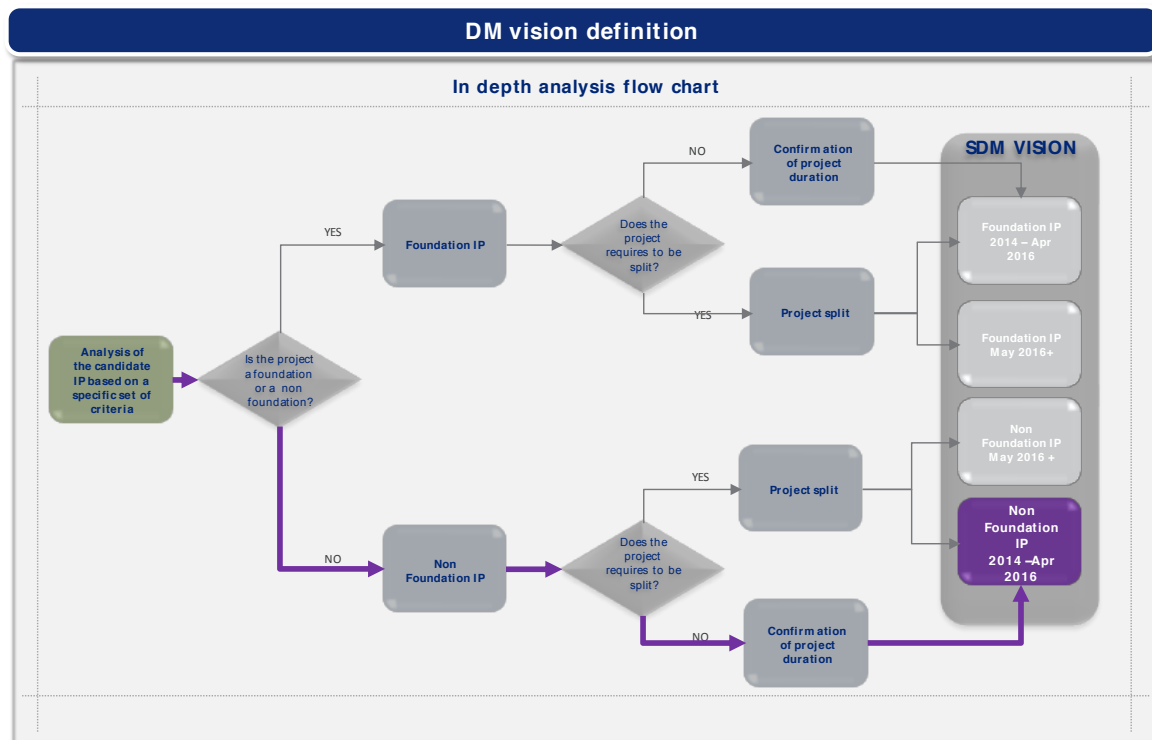 DM vision definition
In depth analysis flow chart
NO
Confirmation
of project
duration
SDM VISION
Foundation IP
2014 – Apr
2016
YES
Foundation IP
Does the
project
requires to be
split?
YES
Project split
Foundation IP
May 2016+
Analysis of
the candidate
IP based on a
specific set of
criteria
Is the project
a foundation
or a non
foundation?
Non
Foundation IP
May 2016 +
YES
Project split
Non
Foundation
IP
2014 –Apr
2016
NO
Non
Foundation IP
Does the
project
requires to be
split?
NO
Confirmation
of project
duration